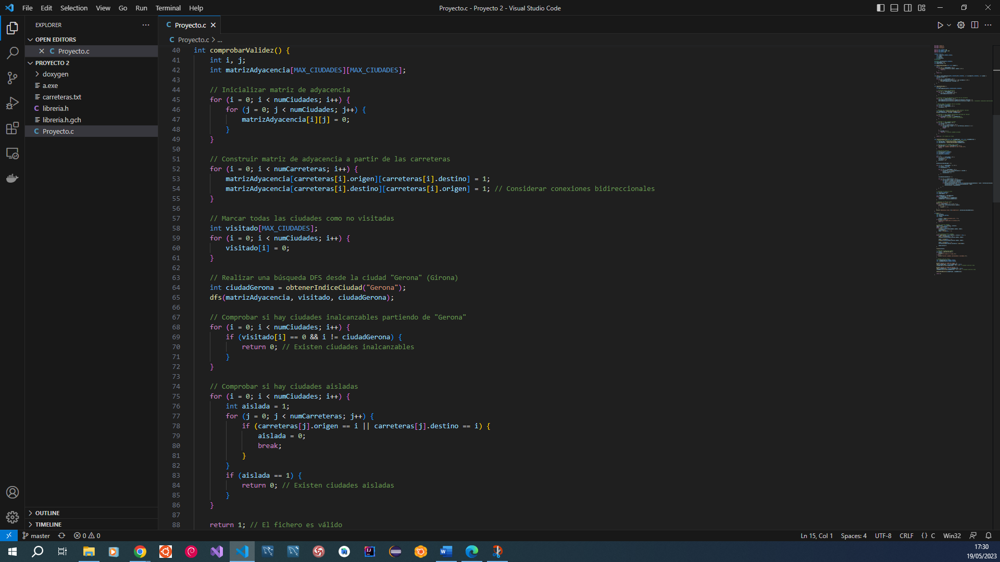 File Edit Selection View Go Run Terminal Help
Proyecto.c - Proyecto 2 - Visual Studio Code
EXPLORER
OPEN EDITORS
Proyecto.c
PROYECTO 2
doxygen
a.exe
carreteras.txt
libreria.h
libreria.h.gch
Proyecto.c
OUTLINE
TIMELINE
Proyecto.c
Proyecto.c > ...
40 int comprobarValidez() {
41 int i, j;
42 int matrizAdyacencia[MAX_CIUDADES][MAX_CIUDADES];
43
44 // Inicializar matriz de adyacencia
45 for (i = 0; i < numCiudades; i++) {
46 for (j = 0; j < numCiudades; j++) {
47 matrizAdyacencia[i][j] = 0;
48 }
49 }
50
51 // Construir matriz de adyacencia a partir de las carreteras
52 for (i = 0; i < numCarreteras; i++) {
53 matrizAdyacencia[carreteras[i].origen][carreteras[i].destino] = 1;
54 matrizAdyacencia[carreteras[i].destino][carreteras[i].origen] = 1; // Considerar conexiones bidireccionales
55 }
56
57 // Marcar todas las ciudades como no visitadas
58 int visitado[MAX_CIUDADES];
59 for (i = 0; i < numCiudades; i++) {
60 visitado[i] = 0;
61 }
62
63 // Realizar una búsqueda DFS desde la ciudad "Gerona" (Girona)
64 int ciudadGerona = obtenerIndiceCiudad("Gerona");
65 dfs(matrizAdyacencia, visitado, ciudadGerona);
66
67 // Comprobar si hay ciudades inalcanzables partiendo de "Gerona"
68 for (i = 0; i < numCiudades; i++) {
69 if (visitado[i] == 0 && i != ciudadGerona) {
70 return 0; // Existen ciudades inalcanzables
71 }
72 }
73
74 // Comprobar si hay ciudades aisladas
75 for (i = 0; i < numCiudades; i++) {
76 int aislada = 1;
77 for (j = 0; j < numCarreteras; j++) {
78 if (carreteras[j].origen == i || carreteras[j].destino == i) {
79 aislada = 0;
80 break;
81 }
82 }
83 if (aislada == 1) {
84 return 0; // Existen ciudades aisladas
85 }
86 }
87
88 return 1; // El fichero es válido
master 0 0
Ln 15, Col 1 Spaces: 4 UTF-8 CRLF {} C Win32
17:30
19/05/2023